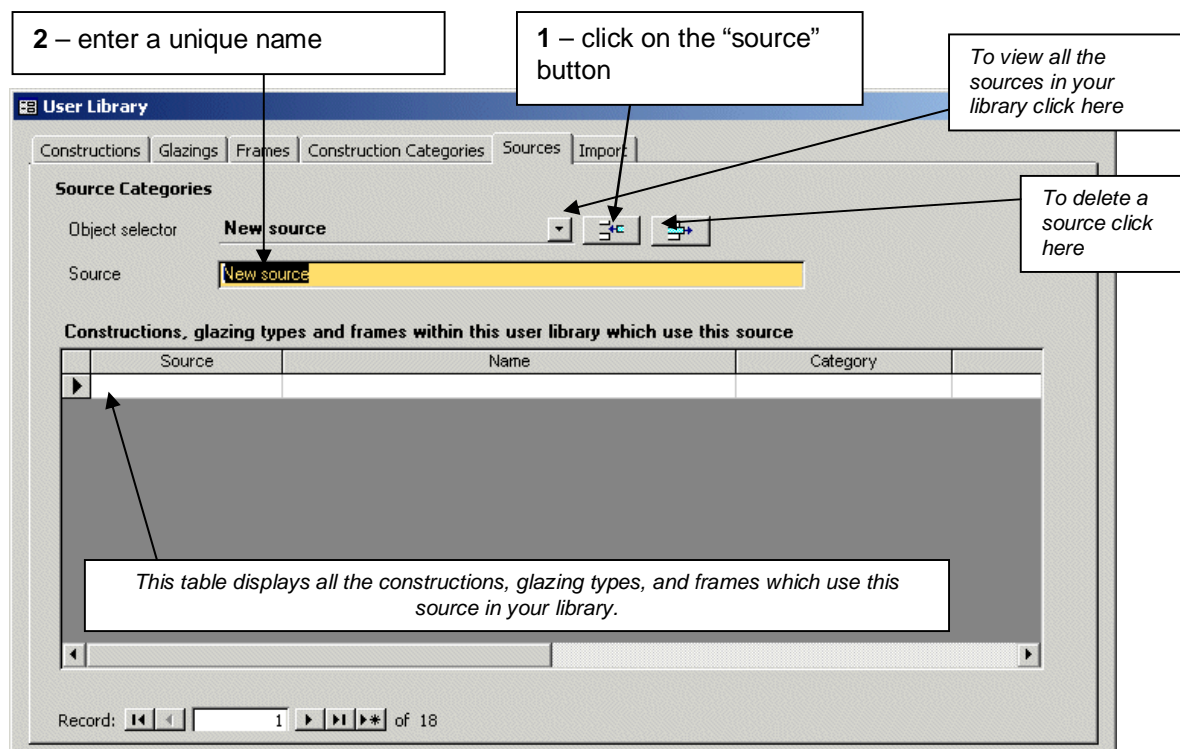 2 – enter a unique name
1 – click on the “source”
button
To view all the
sources in your
library click here
User Library
Constructions Glazings Frames Construction Categories Sources Import
To delete a
source click
here
Source Categories
Object selector New source
Source New source
Constructions, glazing types and frames within this user library which use this source
Source Name Category
This table displays all the constructions, glazing types, and frames which use this
source in your library.
Record: 1 of 18